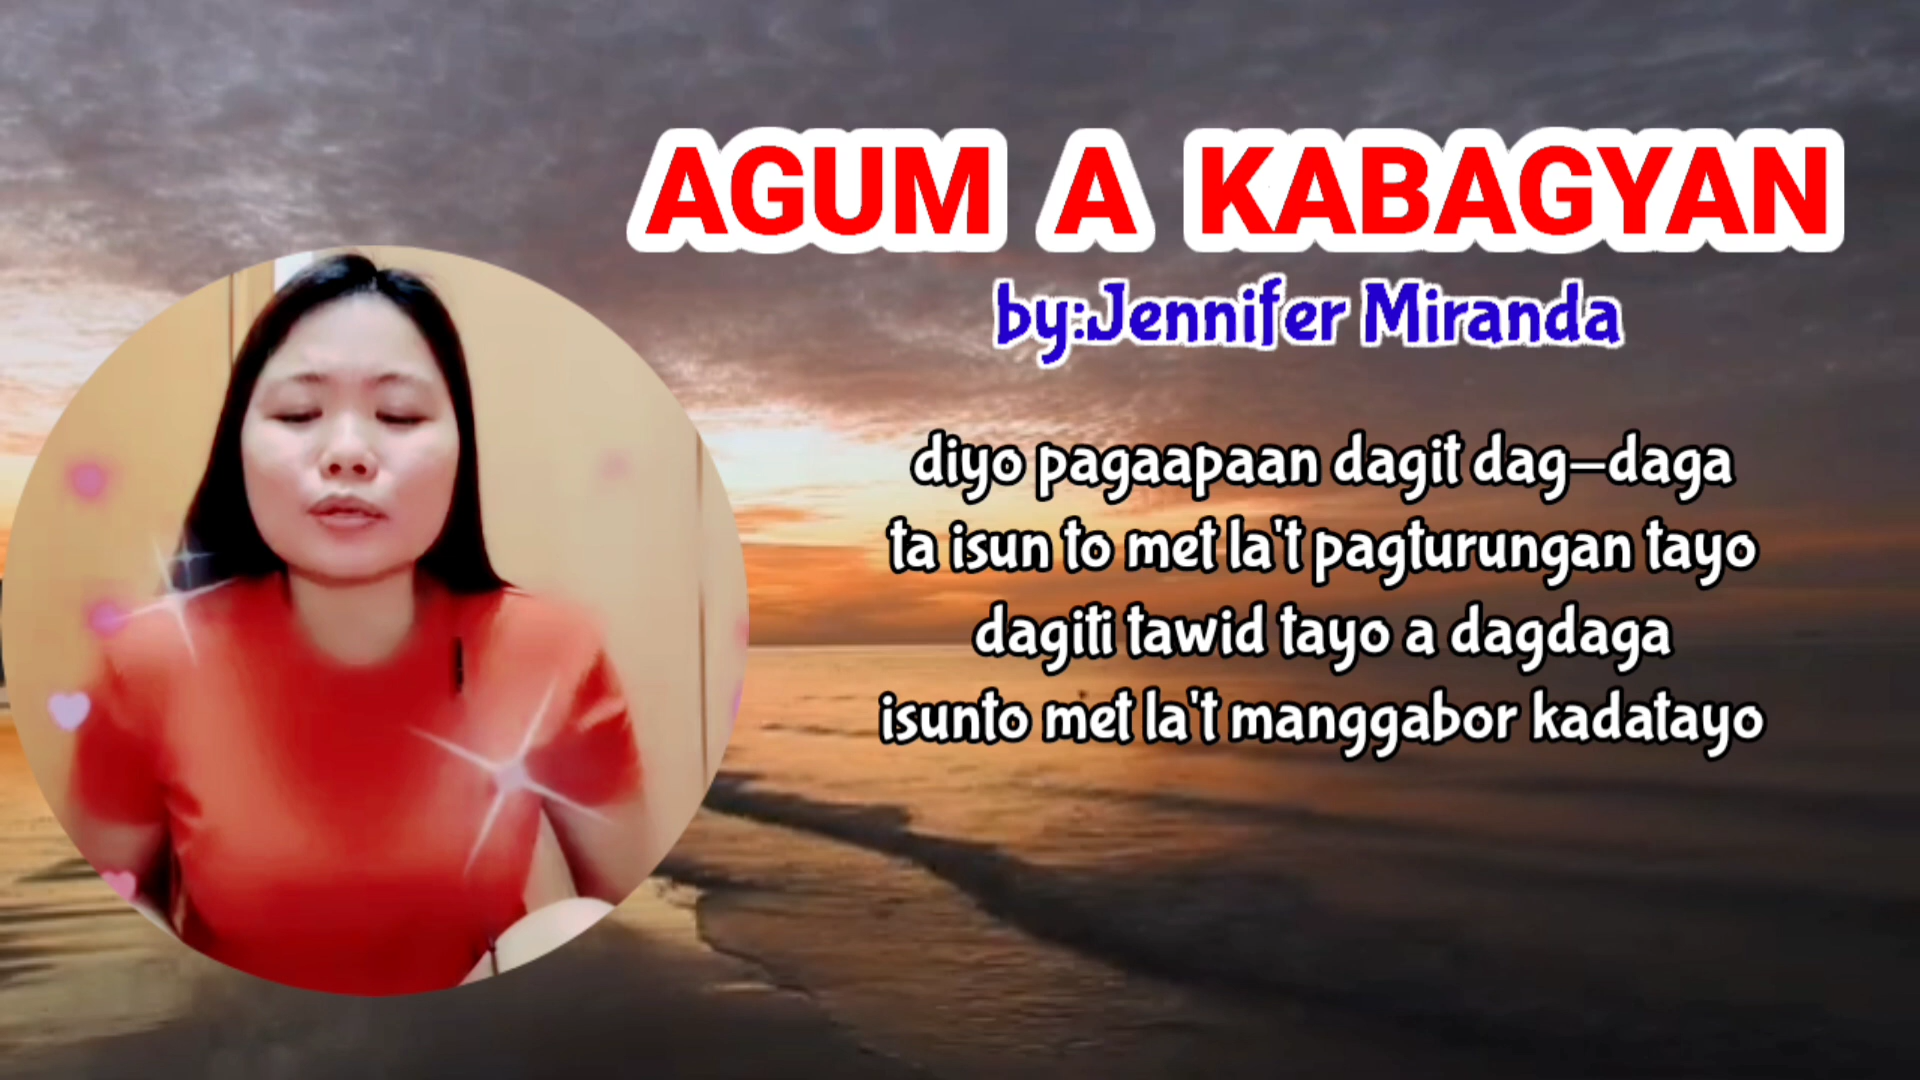 AGUM A KABAGYAN
by:Jennifer Miranda
diyo pagaapaan dagit dag-daga
ta isun to met la't pagturungan tayo
dagiti tawid tayo a dagdaga
isunto met la't manggabor kadatayo